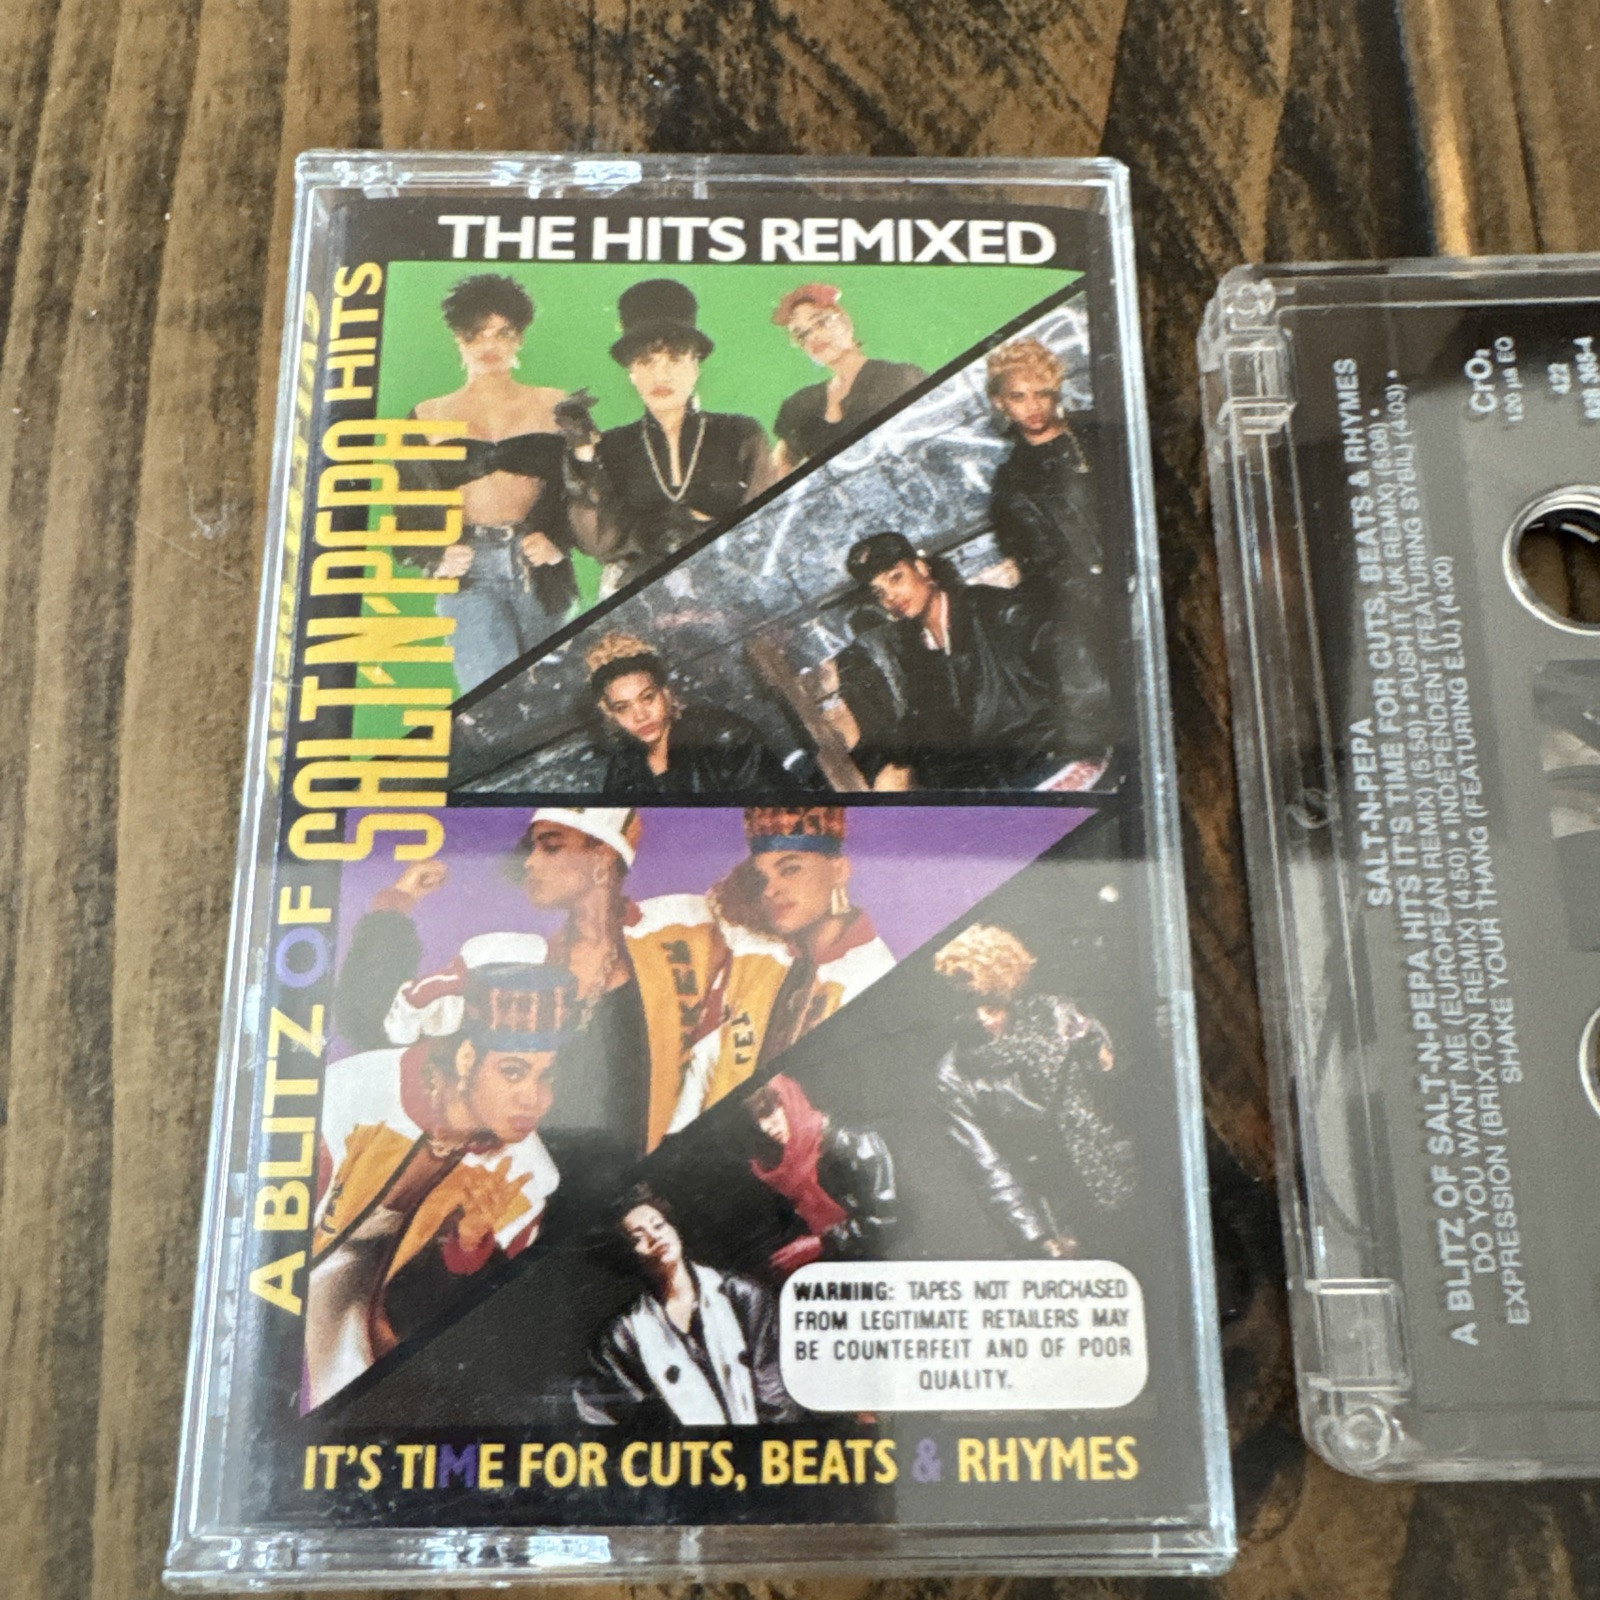 THE HITS REMIXED
A BLITZ OF SALT'N'PEPA HITS
WARNING: TAPES NOT PURCHASED
FROM LEGITIMATE RETAILERS MAY
BE COUNTERFEIT AND OF POOR
QUALITY.
IT'S TIME FOR CUTS, BEATS & RHYMES
SALT-N-PEPA
A BLITZ OF SALT-N-PEPA HITS IT'S TIME FOR CUTS, BEATS & RHYMES
DO YOU WANT ME (EUROPEAN REMIX) (5:58) • PUSH IT (UK REMIX) (5:08) •
EXPRESSION (BRIXTON REMIX) (4:50) • INDEPENDENT (FEATURING SYBIL) (4:03) •
SHAKE YOUR THANG (FEATURING E.U.) (4:00)
CrO₂
120 µs EQ
422
828 365-4